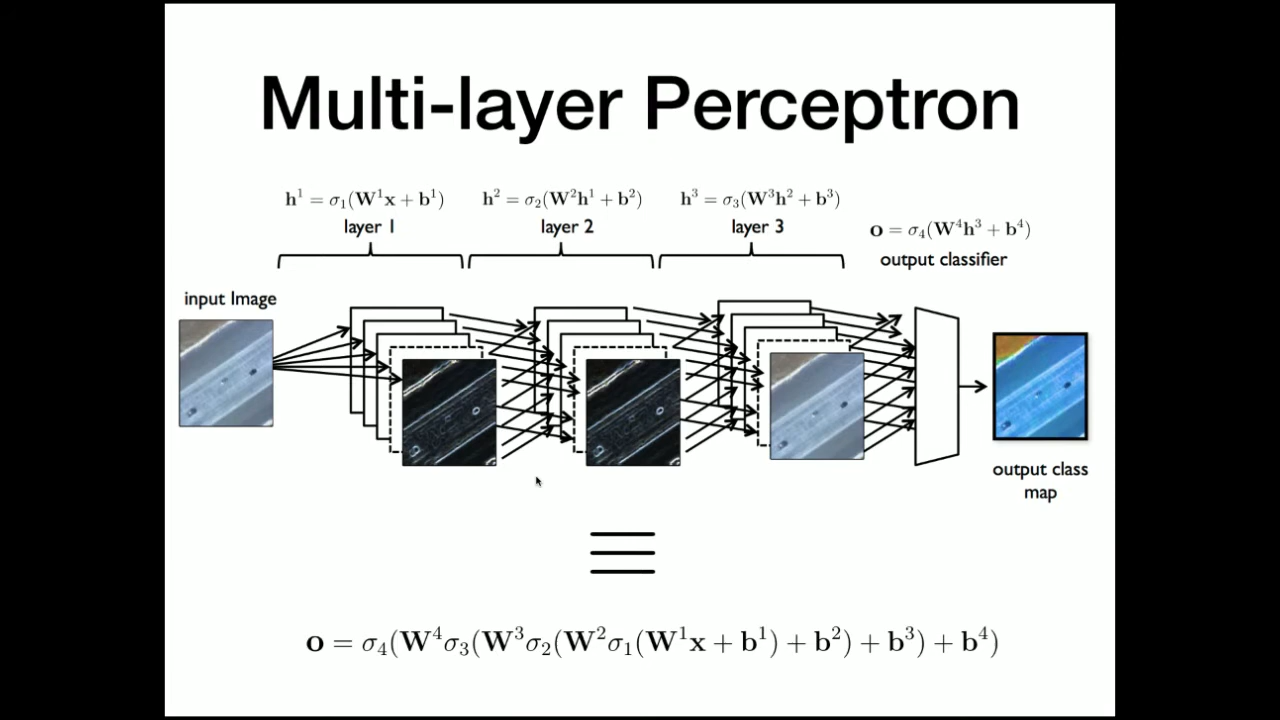 Multi-layer Perceptron
h¹ = σ₁(W¹x + b¹)
h² = σ₂(W²h¹ + b²)
h³ = σ₃(W³h² + b³)
layer 1
layer 2
layer 3
o = σ₄(W⁴h³ + b⁴)
output classifier
input Image
output class
map
o = σ₄(W⁴σ₃(W³σ₂(W²σ₁(W¹x + b¹) + b²) + b³) + b⁴)